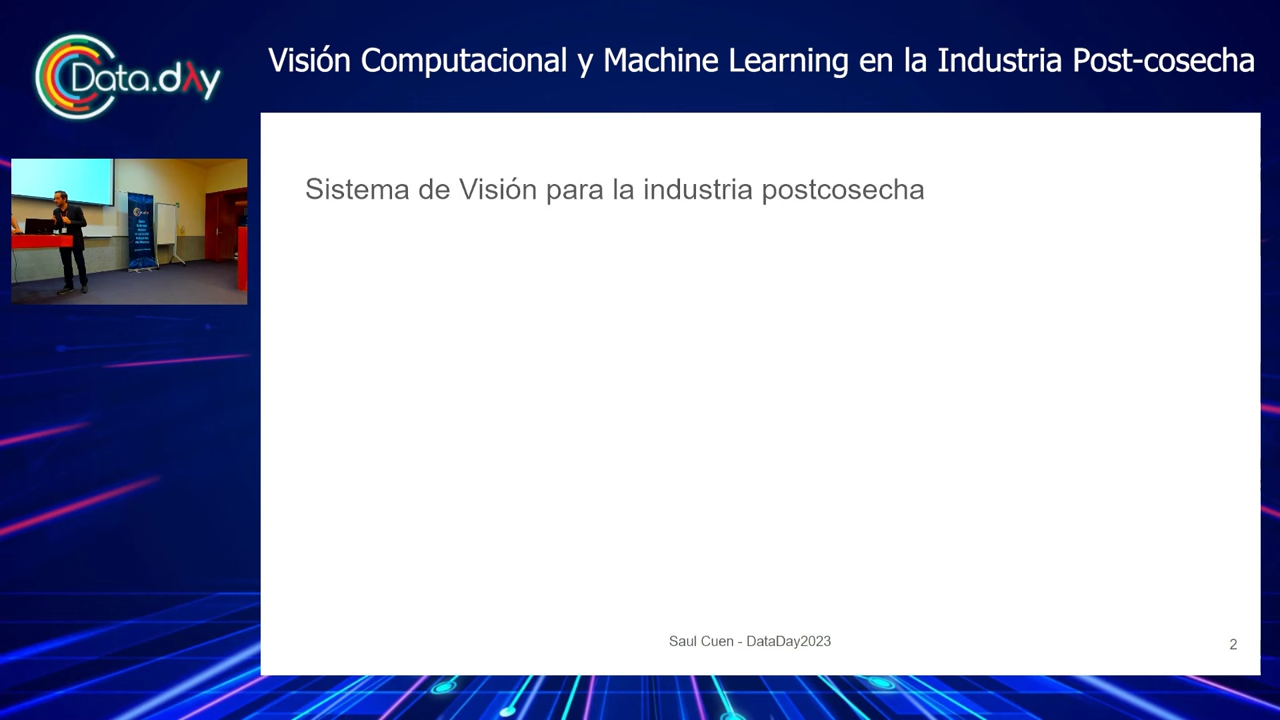 Data.dλy
Visión Computacional y Machine Learning en la Industria Post-cosecha
Sistema de Visión para la industria postcosecha
Saul Cuen - DataDay2023
2